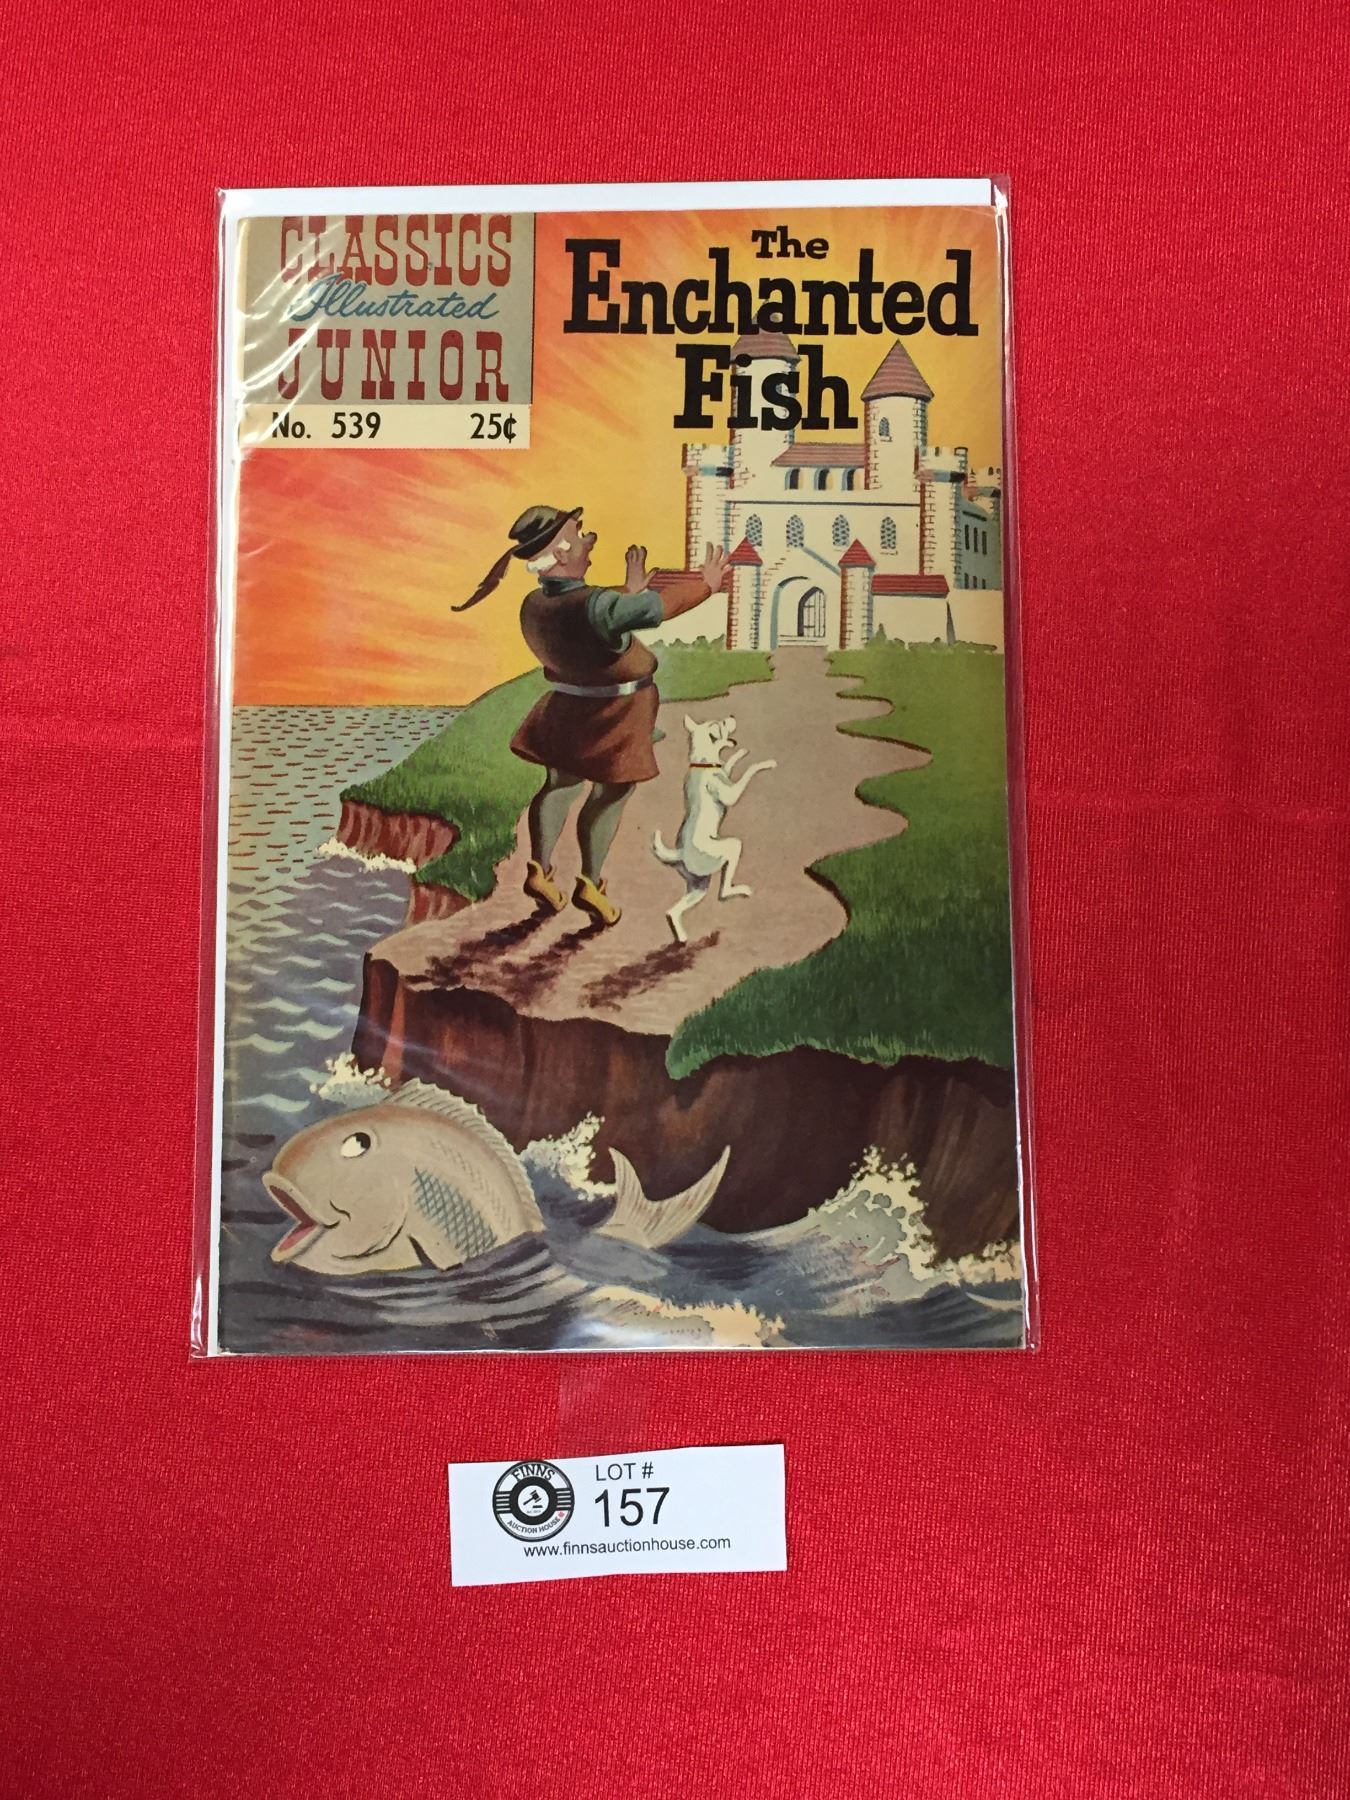 CLASSICS
Illustrated
JUNIOR
No. 539 25¢
The
Enchanted
Fish
FINNS
AUCTION HOUSE
LOT #
157
www.finnsauctionhouse.com